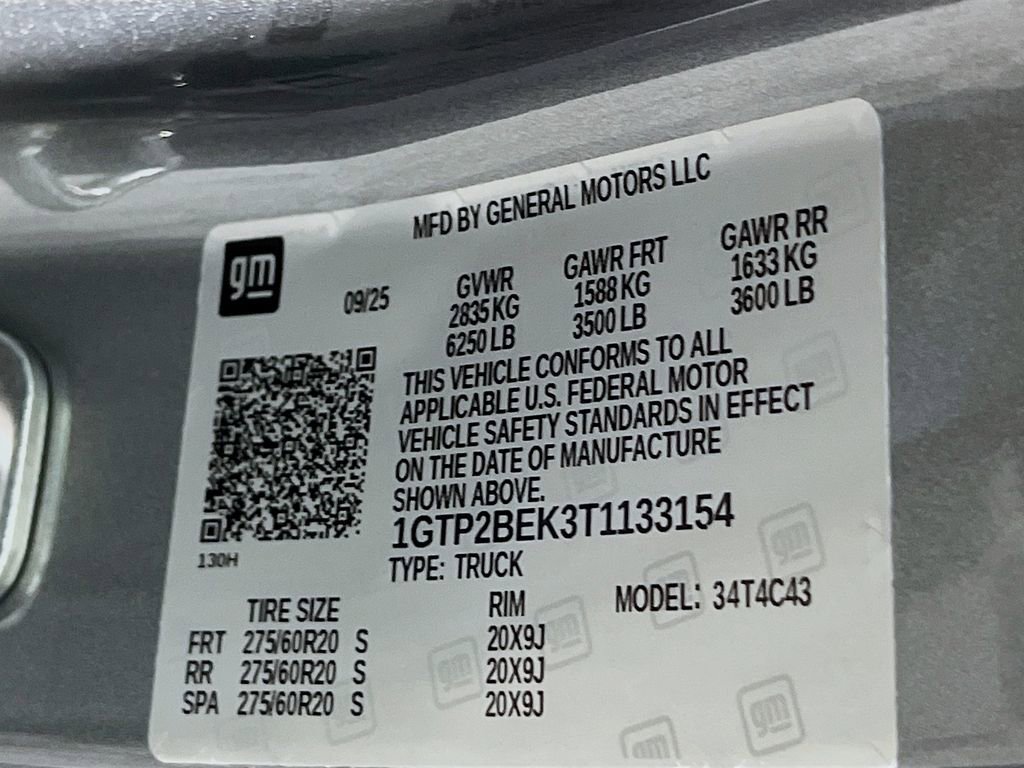 MFD BY GENERAL MOTORS LLC
gm
09/25
GVWR GAWR FRT GAWR RR
2835 KG 1588 KG 1633 KG
6250 LB 3500 LB 3600 LB
THIS VEHICLE CONFORMS TO ALL
APPLICABLE U.S. FEDERAL MOTOR
VEHICLE SAFETY STANDARDS IN EFFECT
ON THE DATE OF MANUFACTURE
SHOWN ABOVE.
1GTP2BEK3T1133154
130H
TYPE: TRUCK
TIRE SIZE RIM MODEL: 34T4C43
FRT 275/60R20 S 20X9J
RR 275/60R20 S 20X9J
SPA 275/60R20 S 20X9J